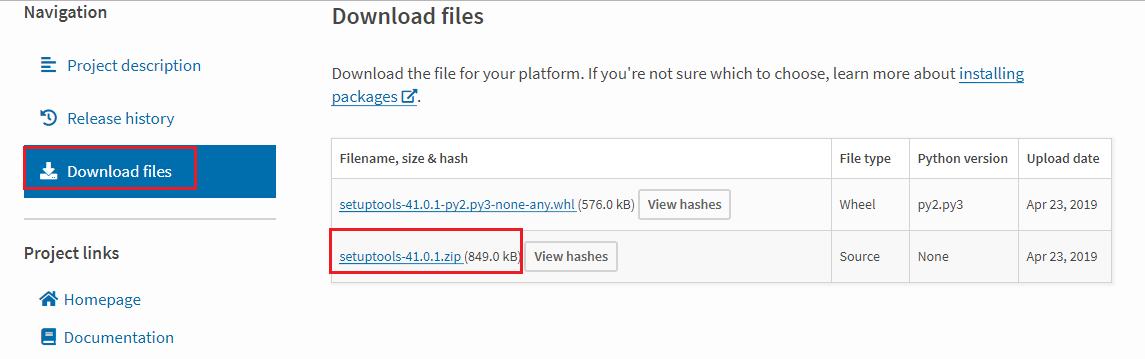 Navigation
Project description
Release history
Download files
Project links
Homepage
Documentation
Download files
Download the file for your platform. If you're not sure which to choose, learn more about installing
packages.
Filename, size & hash File type Python version Upload date
setuptools-41.0.1-py2.py3-none-any.whl (576.0 kB) View hashes Wheel py2.py3 Apr 23, 2019
setuptools-41.0.1.zip (849.0 kB) View hashes Source None Apr 23, 2019